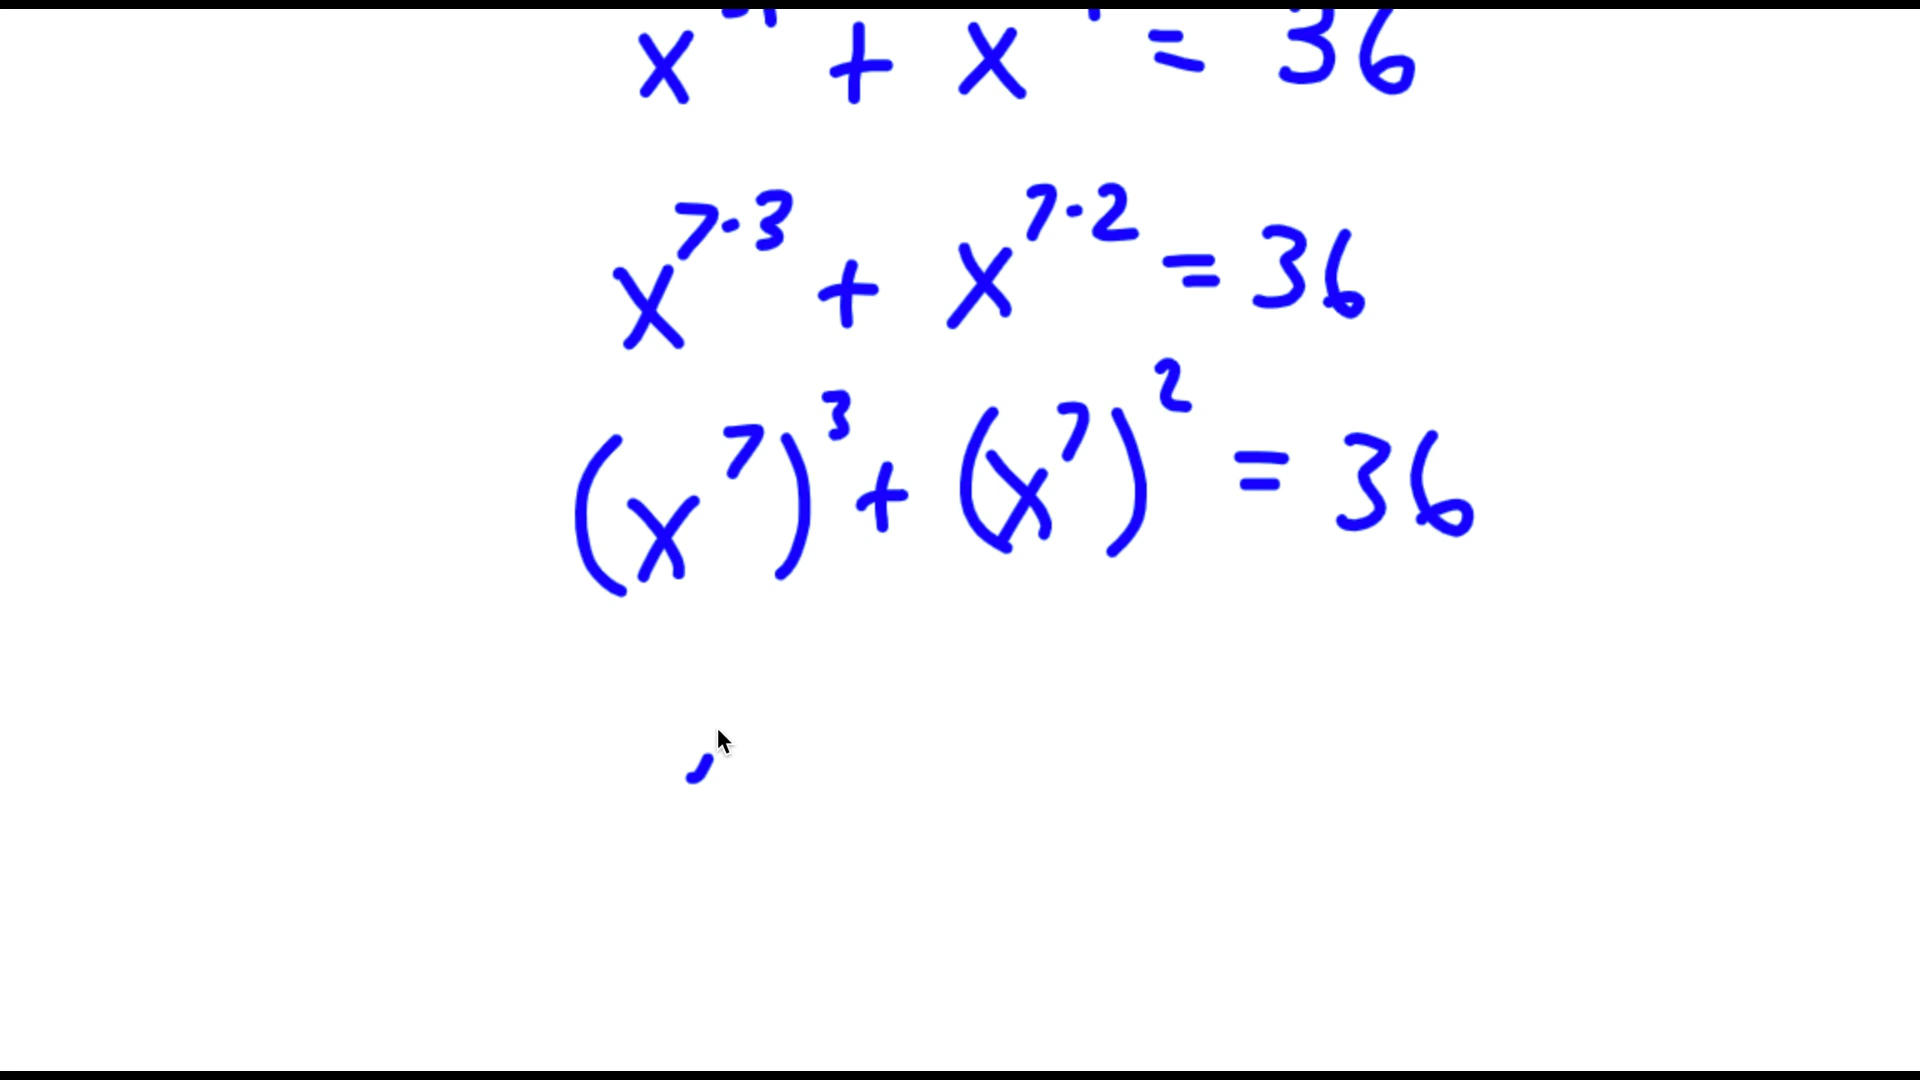 x + x = 36
x^{7·3} + x^{7·2} = 36
(x^7)^3 + (x^7)^2 = 36